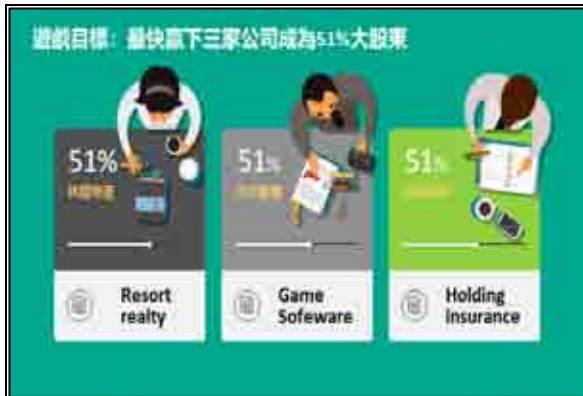 遊戲目標：最快贏下三家公司成為51%大股東
51%
51%
51%
Resort
realty
Game
Sofeware
Holding
Insurance